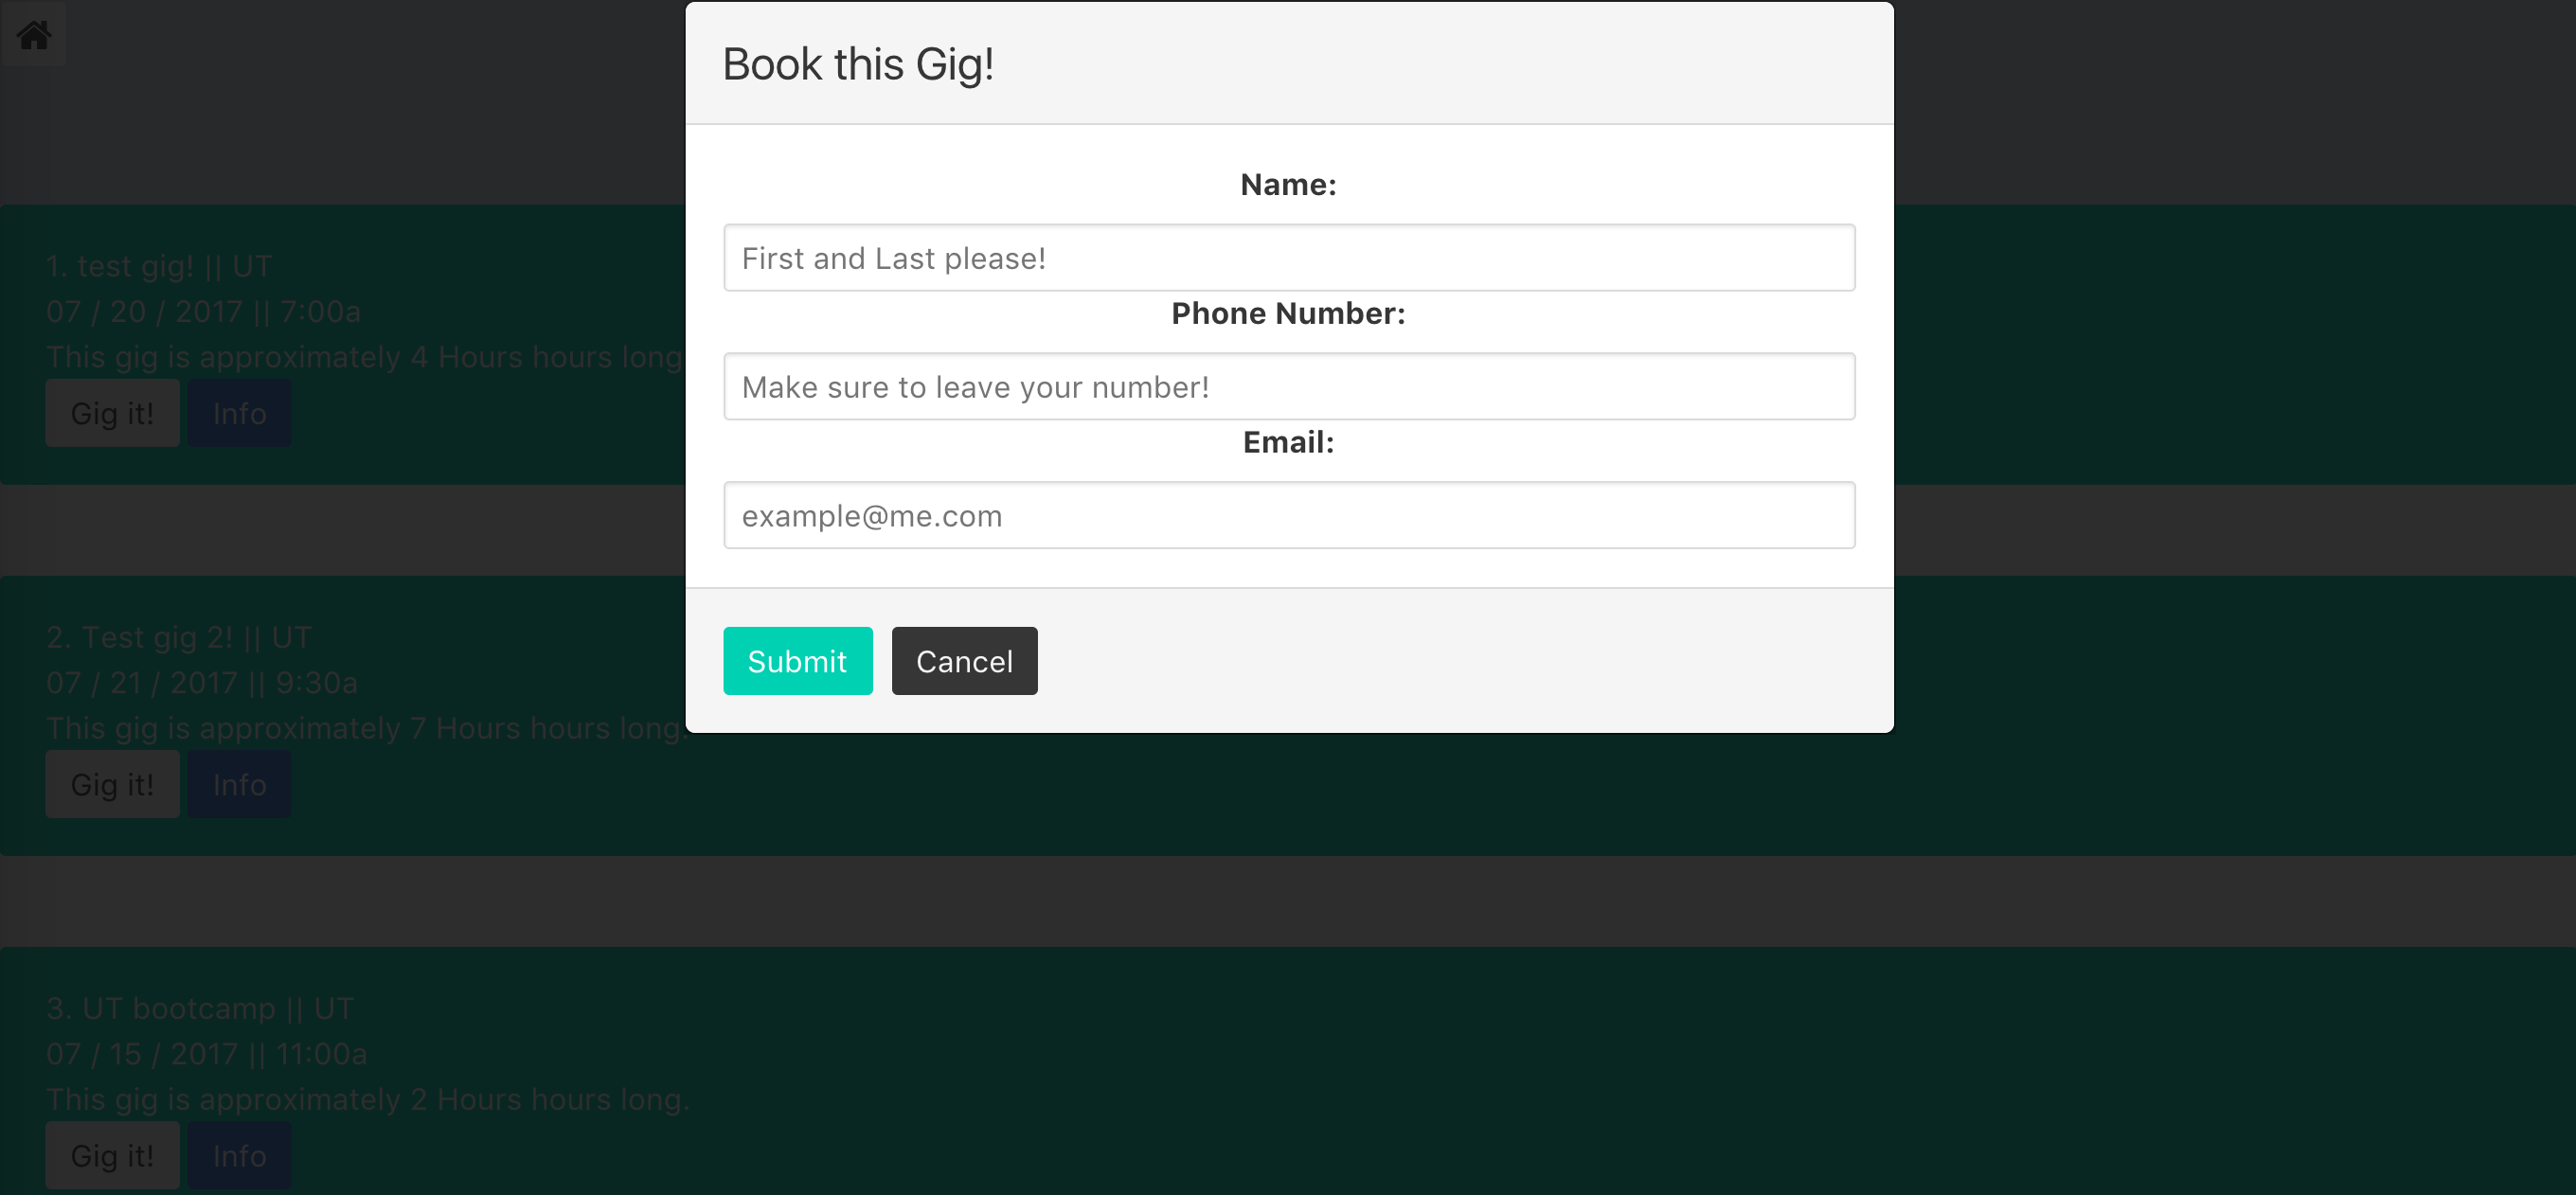 Book this Gig!
Name:
First and Last please!
Phone Number:
Make sure to leave your number!
Email:
example@me.com
Submit Cancel
1. test gig! || UT
07 / 20 / 2017 || 7:00a
This gig is approximately 4 Hours hours long
Gig it! Info
2. Test gig 2! || UT
07 / 21 / 2017 || 9:30a
This gig is approximately 7 Hours hours long.
Gig it! Info
3. UT bootcamp || UT
07 / 15 / 2017 || 11:00a
This gig is approximately 2 Hours hours long.
Gig it! Info